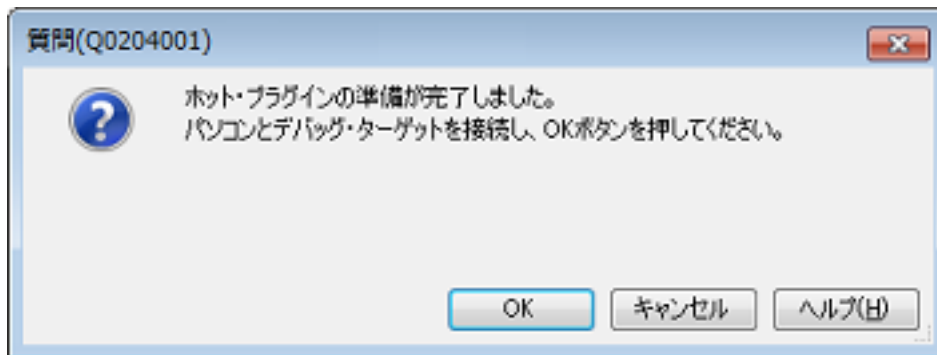 質問(Q0204001)
ホット・プラグインの準備が完了しました。
パソコンとデバッグ・ターゲットを接続し、OKボタンを押してください。
OK
キャンセル
ヘルプ(H)